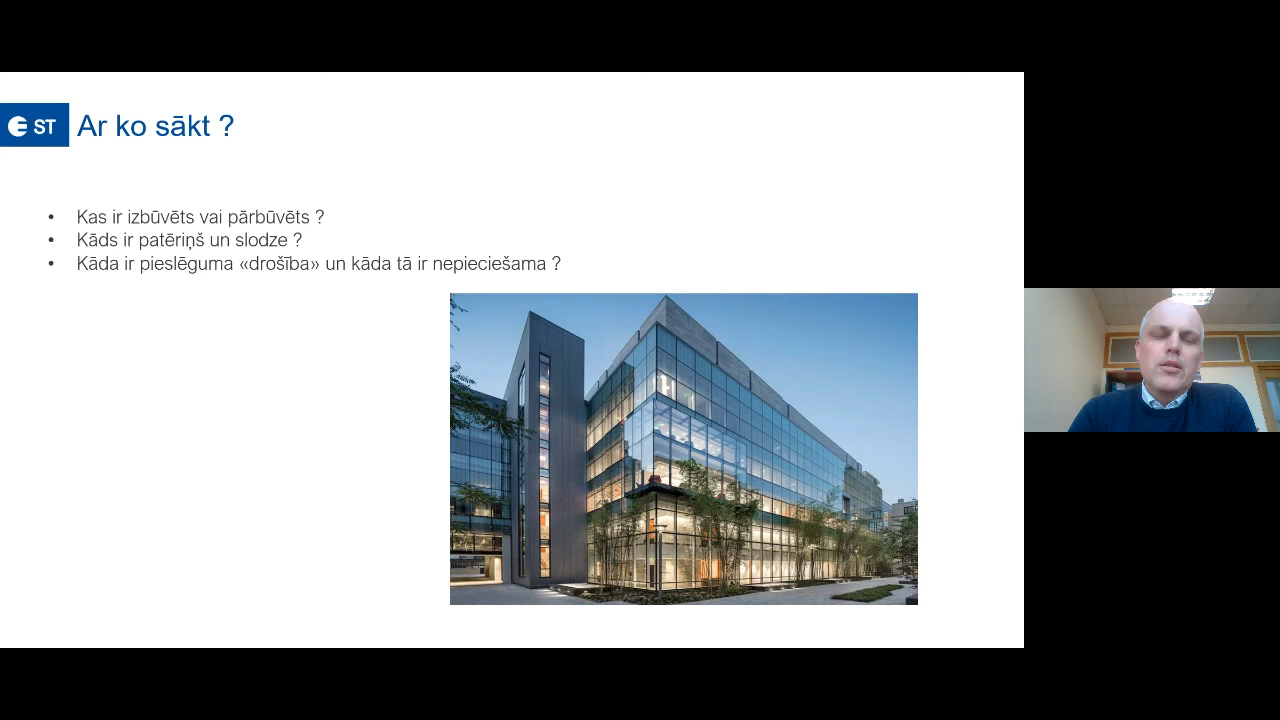 ST
Ar ko sākt ?
• Kas ir izbūvēts vai pārbūvēts ?
• Kāds ir patēriņš un slodze ?
• Kāda ir pieslēguma «drošība» un kāda tā ir nepieciešama ?